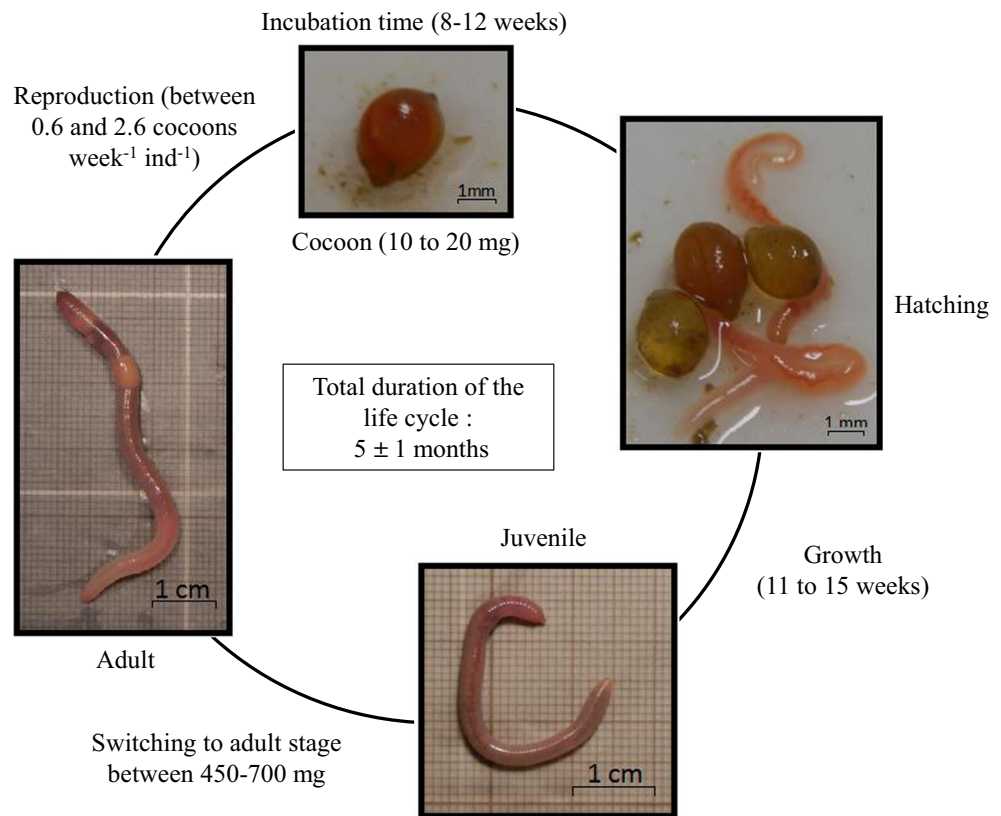 Incubation time (8-12 weeks)
Reproduction (between
0.6 and 2.6 cocoons
week⁻¹ ind⁻¹)
1mm
Cocoon (10 to 20 mg)
Hatching
1 mm
Total duration of the
life cycle :
5 ± 1 months
Juvenile
Growth
(11 to 15 weeks)
1 cm
Adult
Switching to adult stage
between 450-700 mg
1 cm